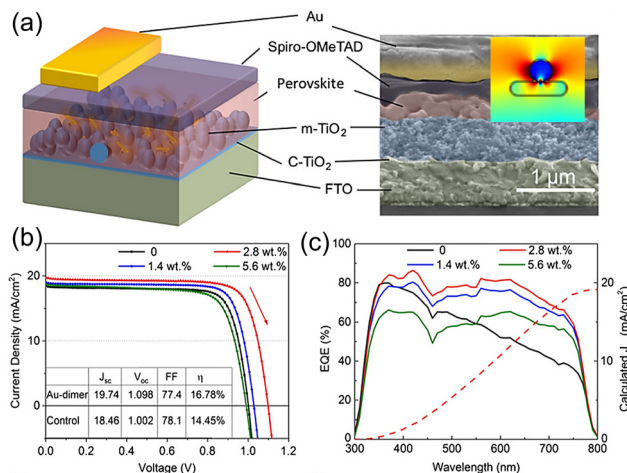 (a)
Au
Spiro-OMeTAD
Perovskite
m-TiO₂
C-TiO₂
FTO
1 μm
(b)
0
2.8 wt.%
1.4 wt.%
5.6 wt.%
Current Density (mA/cm²)
30
20
10
0
Jsc Voc FF η
Au-dimer 19.74 1.098 77.4 16.78%
Control 18.46 1.002 78.1 14.45%
0.0 0.2 0.4 0.6 0.8 1.0 1.2
Voltage (V)
(c)
0
2.8 wt.%
1.4 wt.%
5.6 wt.%
EQE (%)
100
80
60
40
20
0
20
10
0
Calculated J
(mA/cm²)
300 400 500 600 700 800
Wavelength (nm)